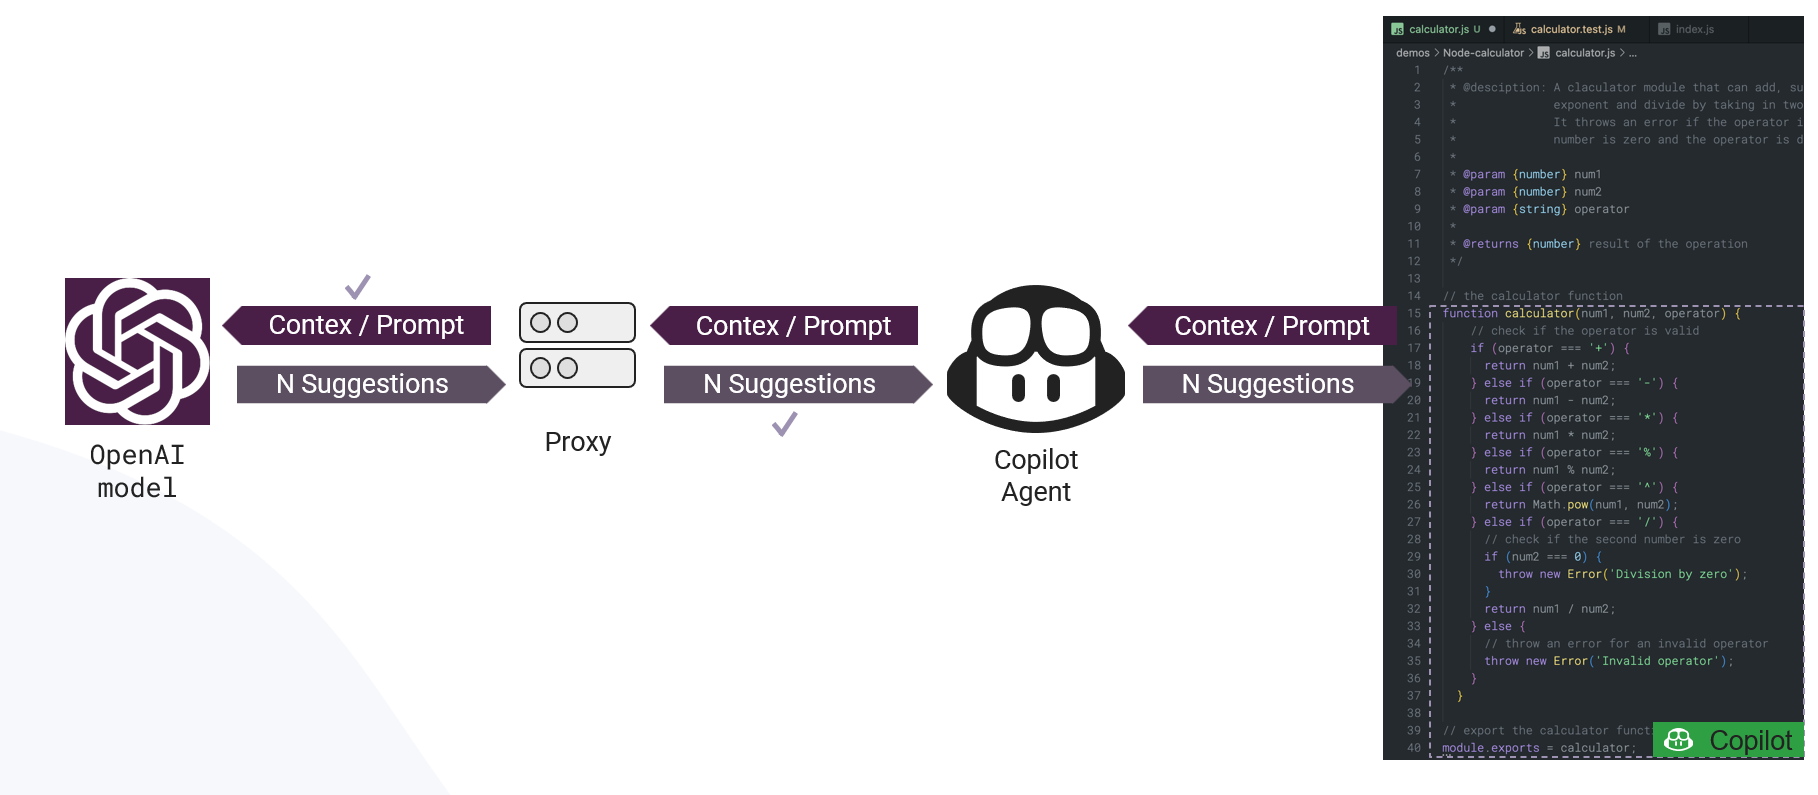 Contex / Prompt
N Suggestions
OpenAI
model
Proxy
Contex / Prompt
N Suggestions
Copilot
Agent
Contex / Prompt
N Suggestions
JS calculator.js U
JS calculator.test.js M
JS index.js
demos > Node-calculator > JS calculator.js > ...
1 /**
2 * @desciption: A claculator module that can add, su
3 * exponent and divide by taking in two
4 * It throws an error if the operator i
5 * number is zero and the operator is d
6 *
7 * @param {number} num1
8 * @param {number} num2
9 * @param {string} operator
10 *
11 * @returns {number} result of the operation
12 */
13
14 // the calculator function
15 function calculator(num1, num2, operator) {
16 // check if the operator is valid
17 if (operator === '+') {
18 return num1 + num2;
19 } else if (operator === '-') {
20 return num1 - num2;
21 } else if (operator === '*') {
22 return num1 * num2;
23 } else if (operator === '%') {
24 return num1 % num2;
25 } else if (operator === '^') {
26 return Math.pow(num1, num2);
27 } else if (operator === '/') {
28 // check if the second number is zero
29 if (num2 === 0) {
30 throw new Error('Division by zero');
31 }
32 return num1 / num2;
33 } else {
34 // throw an error for an invalid operator
35 throw new Error('Invalid operator');
36 }
37 }
38
39 // export the calculator functi
40 module.exports = calculator;
Copilot